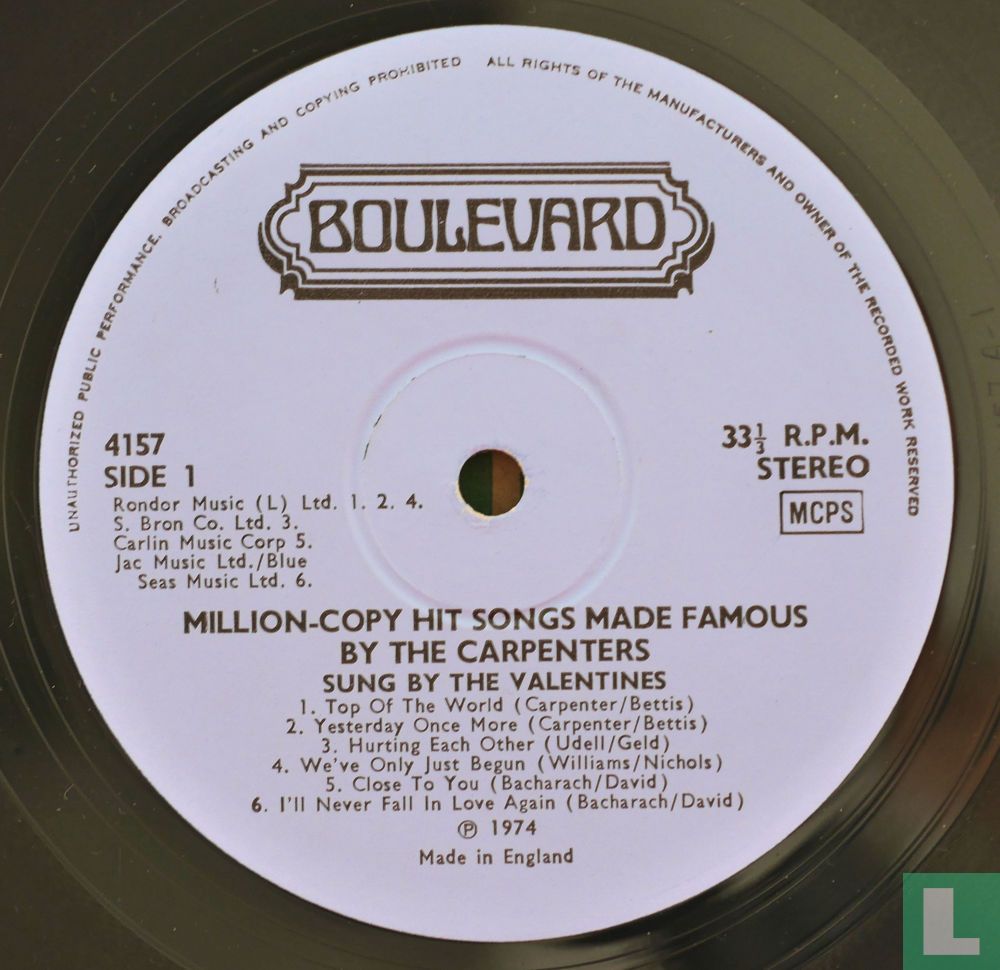 UNAUTHORIZED PUBLIC PERFORMANCE, BROADCASTING AND COPYING PROHIBITED ALL RIGHTS OF THE MANUFACTURERS AND OWNER OF THE RECORDED WORK RESERVED
BOULEVARD
4157
SIDE 1
33⅓ R.P.M.
STEREO
MCPS
Rondor Music (L) Ltd. 1. 2. 4.
S. Bron Co. Ltd. 3.
Carlin Music Corp 5.
Jac Music Ltd./Blue
Seas Music Ltd. 6.
MILLION-COPY HIT SONGS MADE FAMOUS
BY THE CARPENTERS
SUNG BY THE VALENTINES
1. Top Of The World (Carpenter/Bettis)
2. Yesterday Once More (Carpenter/Bettis)
3. Hurting Each Other (Udell/Geld)
4. We've Only Just Begun (Williams/Nichols)
5. Close To You (Bacharach/David)
6. I'll Never Fall In Love Again (Bacharach/David)
℗ 1974
Made in England
L